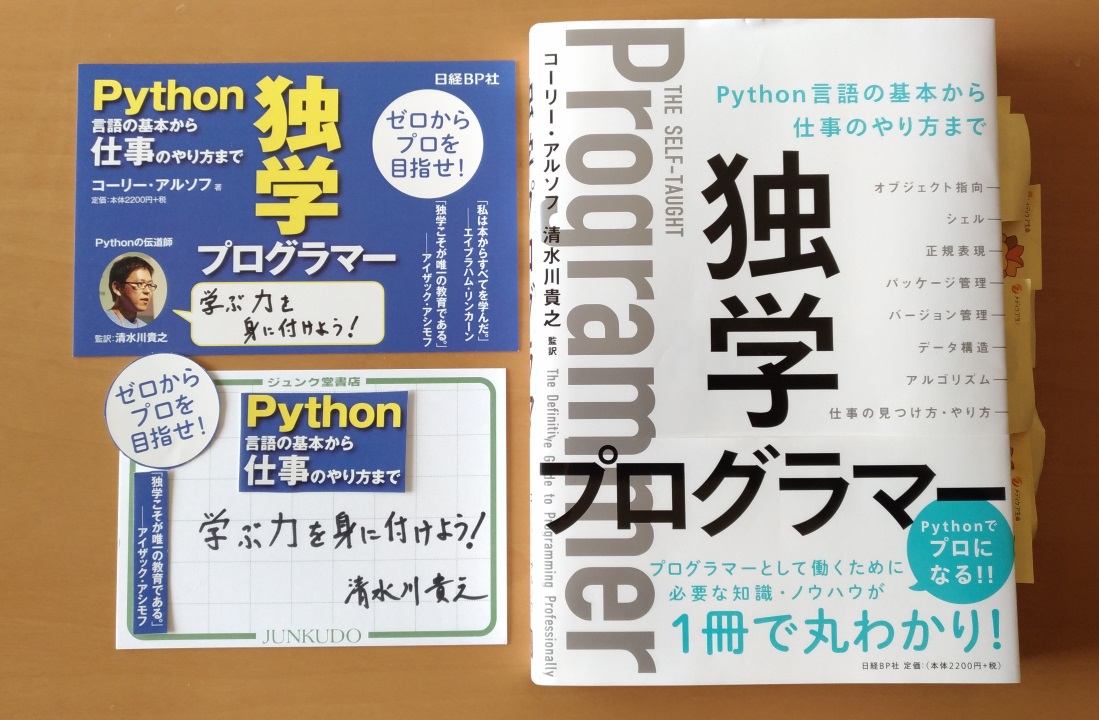 日経BP社
Python
言語の基本から
仕事のやり方まで
独学
プログラマー
コーリー・アルソフ 著
定価:本体2200円+税
ゼロから
プロを
目指せ!
「私は本からすべてを学んだ。」
――エイブラハム・リンカーン
「独学こそが唯一の教育である。」
――アイザック・アシモフ
Pythonの伝道師
監訳:清水川貴之
学ぶ力を
身に付けよう!
ゼロから
プロを
目指せ!
ジュンク堂書店
Python
言語の基本から
仕事のやり方まで
「独学こそが唯一の教育である。」
――アイザック・アシモフ
学ぶ力を身に付けよう!
清水川貴之
JUNKUDO
コーリー・アルソフ 清水川貴之 監訳
THE SELF-TAUGHT
Programmer
The Definitive Guide to Programming Professionally
Python言語の基本から
仕事のやり方まで
独学
プログラマー
オブジェクト指向
シェル
正規表現
パッケージ管理
バージョン管理
データ構造
アルゴリズム
仕事の見つけ方・やり方
Pythonで
プロに
なる!!
プログラマーとして働くために
必要な知識・ノウハウが
1冊で丸わかり!
日経BP社 定価:(本体2200円+税)